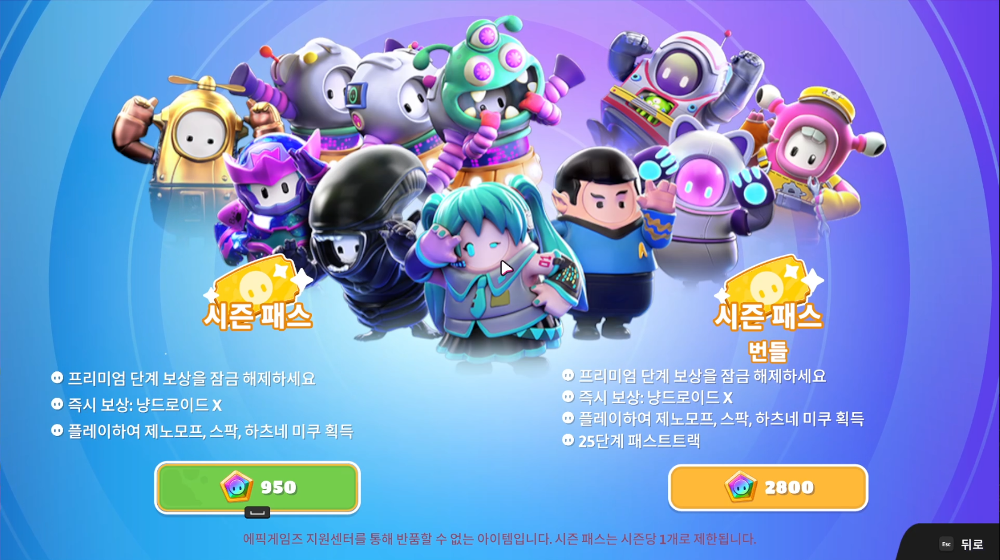 01
시즌 패스
프리미엄 단계 보상을 잠금 해제하세요
즉시 보상: 냥드로이드 X
플레이하여 제노모프, 스팍, 하츠네 미쿠 획득
950
시즌 패스
번들
프리미엄 단계 보상을 잠금 해제하세요
즉시 보상: 냥드로이드 X
플레이하여 제노모프, 스팍, 하츠네 미쿠 획득
25단계 패스트트랙
2800
에픽게임즈 지원센터를 통해 반품할 수 없는 아이템입니다. 시즌 패스는 시즌당 1개로 제한됩니다.
Esc 뒤로